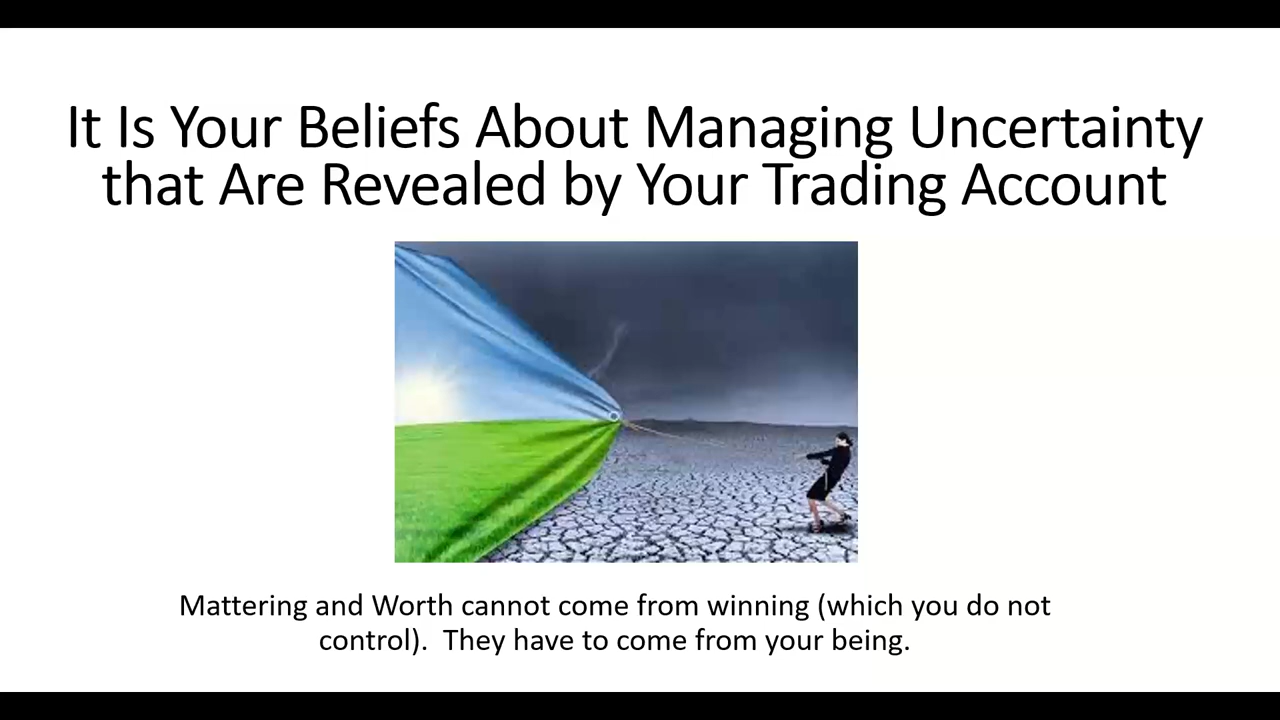 It Is Your Beliefs About Managing Uncertainty
that Are Revealed by Your Trading Account
Mattering and Worth cannot come from winning (which you do not
control).  They have to come from your being.